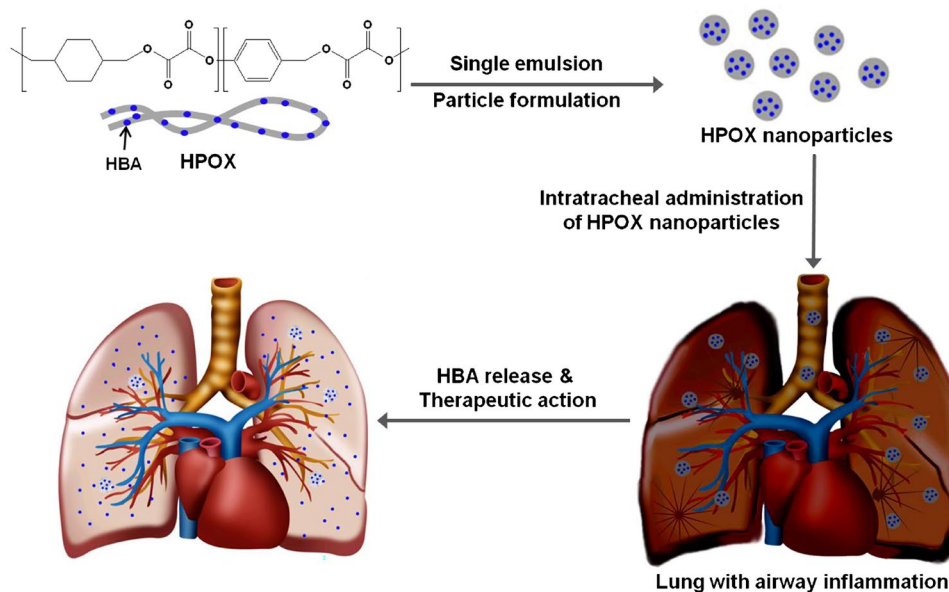 O
O
O
O
O
O
O
O
Single emulsion
Particle formulation
HBA
HPOX
HPOX nanoparticles
Intratracheal administration
of HPOX nanoparticles
HBA release &
Therapeutic action
Lung with airway inflammation